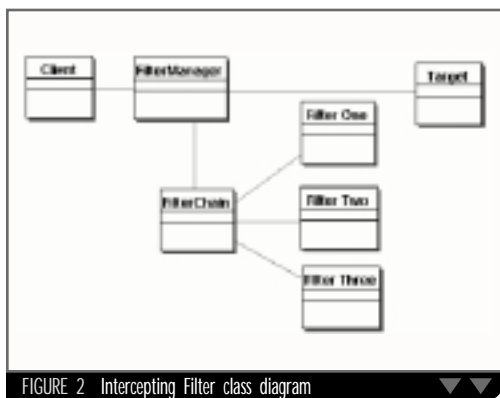 Client
FilterManager
Target
Filter One
FilterChain
Filter Two
Filter Three
FIGURE 2 Intercepting Filter class diagram